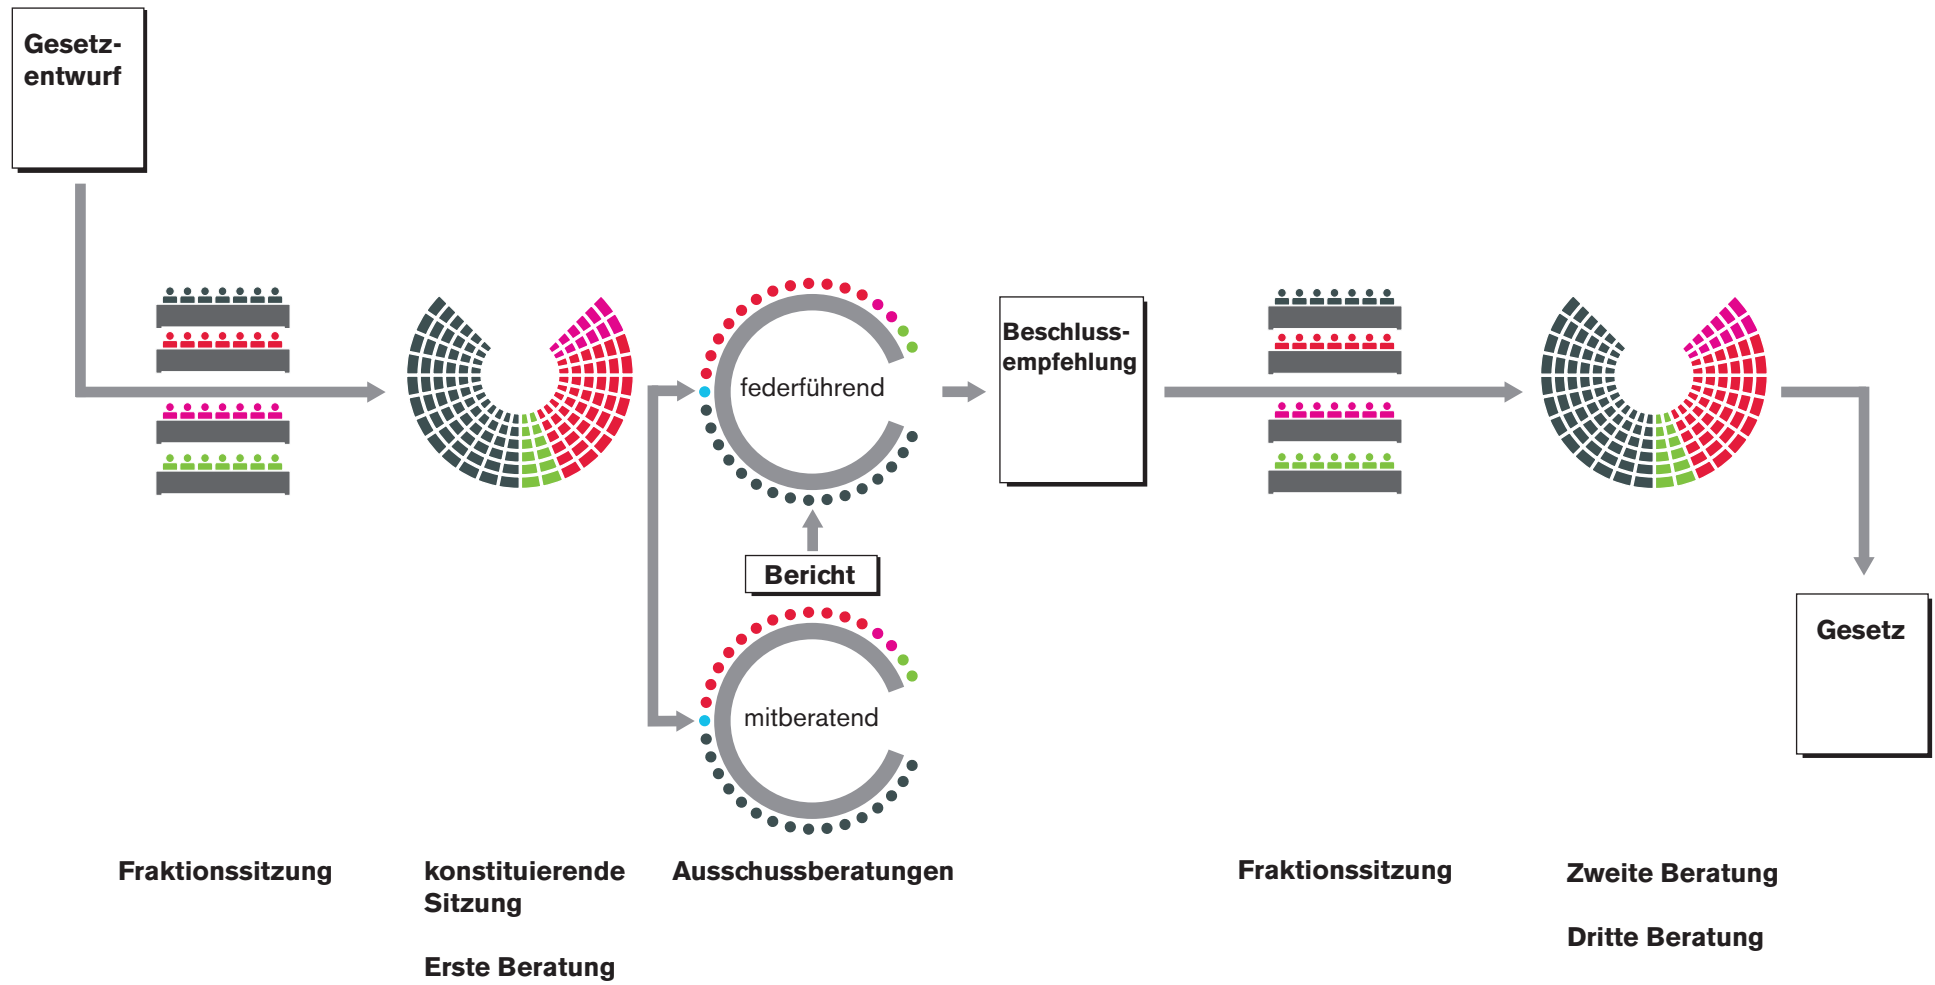 Gesetz-
entwurf
federführend
Beschluss-
empfehlung
Bericht
mitberatend
Gesetz
Fraktionssitzung
konstituierende
Sitzung
Erste Beratung
Ausschussberatungen
Fraktionssitzung
Zweite Beratung
Dritte Beratung